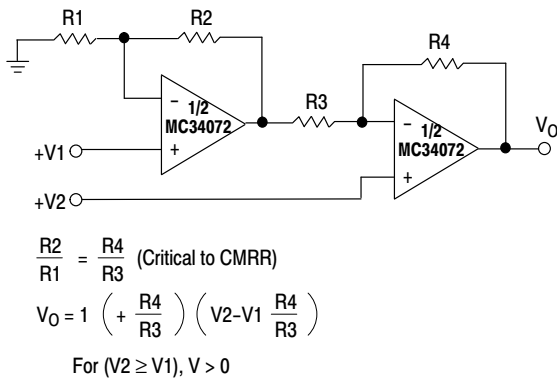 R1
R2
R3
R4
1/2
MC34072
1/2
MC34072
+V1
+V2
VO
- +
- +
R2/R1 = R4/R3 (Critical to CMRR)
VO = 1 ( + R4/R3 ) ( V2-V1 R4/R3 )
For (V2 ≥ V1), V > 0